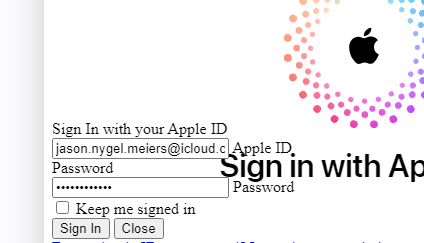 Sign In with your Apple ID
jason.nygel.meiers@icloud.c Apple ID
Sign in with Ap
Password
•••••••••••• Password
Keep me signed in
Sign In Close